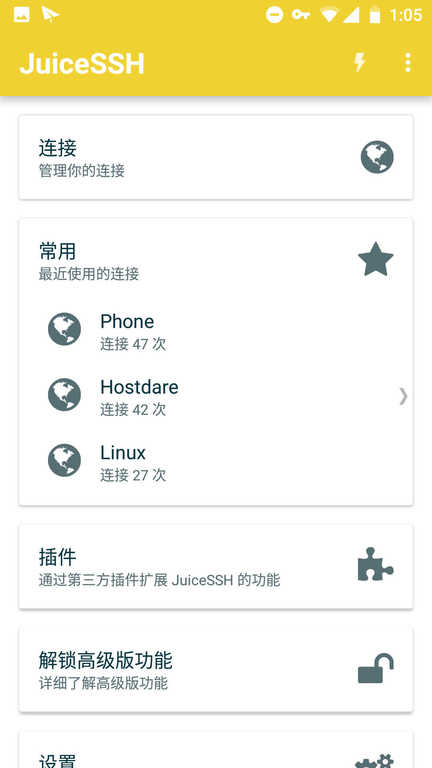 1:05
JuiceSSH
连接
管理你的连接
常用
最近使用的连接
Phone
连接 47 次
Hostdare
连接 42 次
Linux
连接 27 次
插件
通过第三方插件扩展 JuiceSSH 的功能
解锁高级版功能
详细了解高级版功能
设置